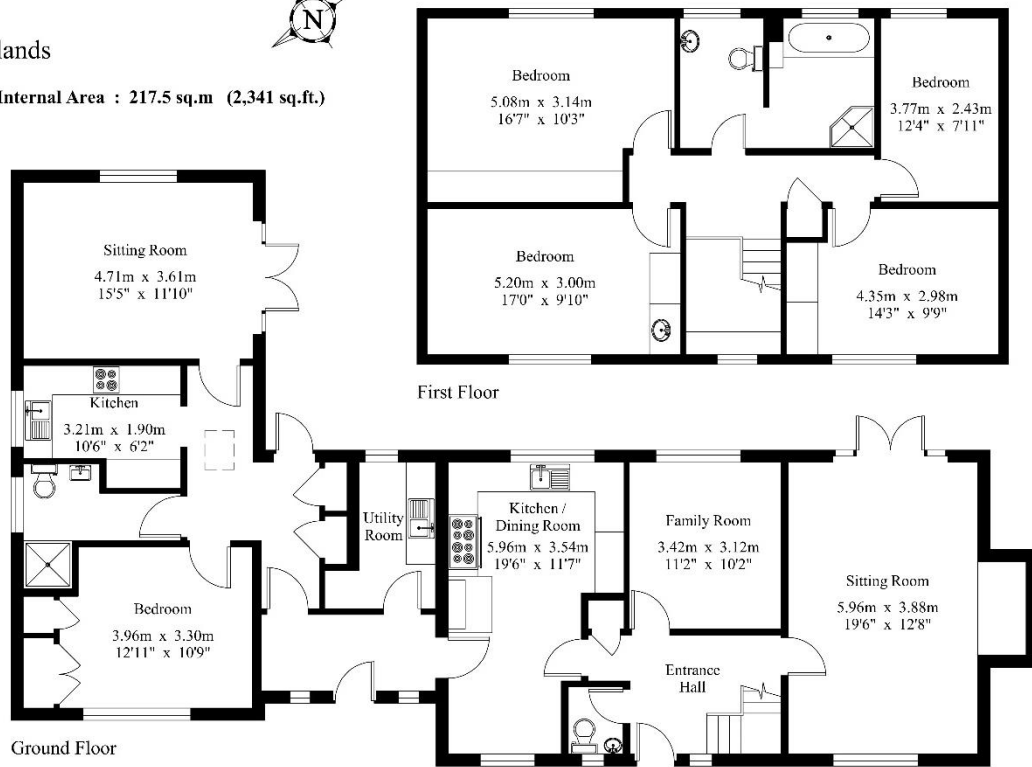 N
lands
Internal Area : 217.5 sq.m (2,341 sq.ft.)
Bedroom
5.08m x 3.14m
16'7" x 10'3"
Bedroom
3.77m x 2.43m
12'4" x 7'11"
Bedroom
5.20m x 3.00m
17'0" x 9'10"
Bedroom
4.35m x 2.98m
14'3" x 9'9"
First Floor
Sitting Room
4.71m x 3.61m
15'5" x 11'10"
Kitchen
3.21m x 1.90m
10'6" x 6'2"
Utility
Room
Kitchen /
Dining Room
5.96m x 3.54m
19'6" x 11'7"
Family Room
3.42m x 3.12m
11'2" x 10'2"
Sitting Room
5.96m x 3.88m
19'6" x 12'8"
Bedroom
3.96m x 3.30m
12'11" x 10'9"
Entrance
Hall
Ground Floor